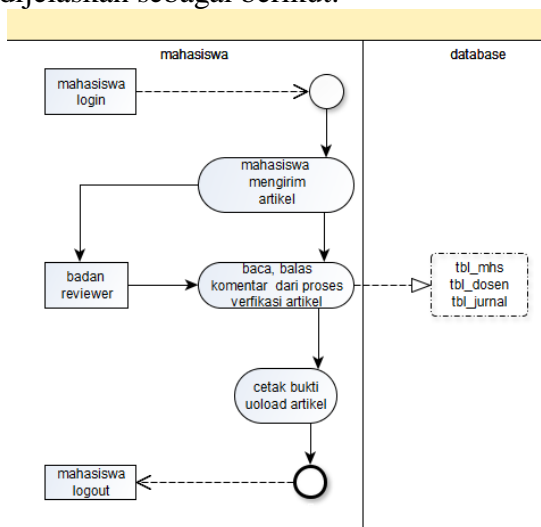 dijelaskan sebagai berikut:
mahasiswa
database
mahasiswa
login
mahasiswa
mengirim
artikel
badan
reviewer
baca, balas
komentar dari proses
verfikasi artikel
tbl_mhs
tbl_dosen
tbl_jurnal
cetak bukti
uoload artikel
mahasiswa
logout